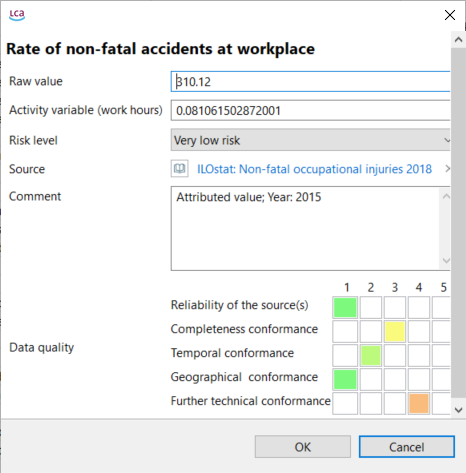 LCA
Rate of non-fatal accidents at workplace
Raw value
310.12
Activity variable (work hours)
0.081061502872001
Risk level
Very low risk
Source
ILOstat: Non-fatal occupational injuries 2018
Comment
Attributed value; Year: 2015
1 2 3 4 5
Reliability of the source(s)
Completeness conformance
Data quality
Temporal conformance
Geographical conformance
Further technical conformance
OK
Cancel